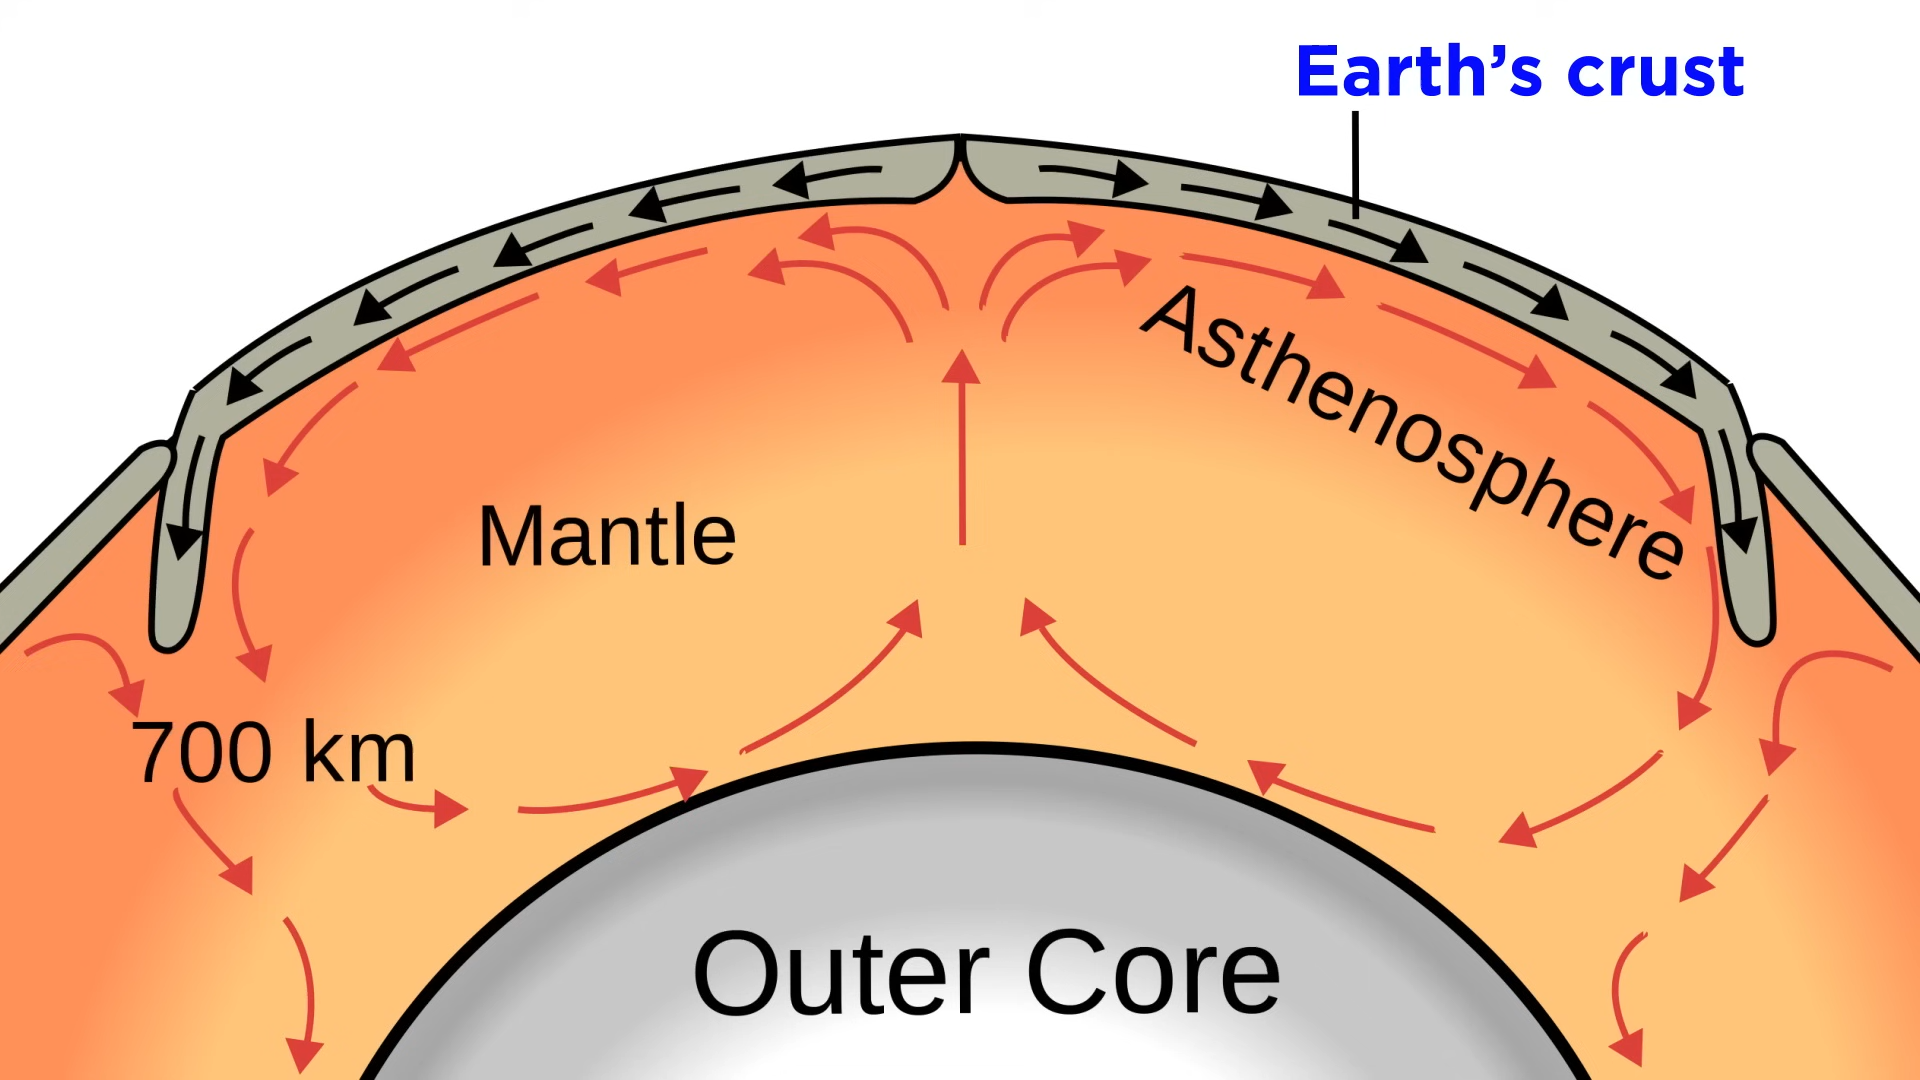 Earth’s crust
Asthenosphere
Mantle
700 km
Outer Core